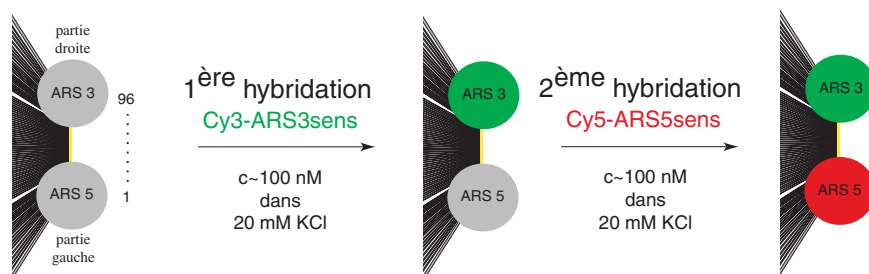 partie
droite
ARS 3
96
1
ARS 5
partie
gauche
1ère hybridation
Cy3-ARS3sens
c~100 nM
dans
20 mM KCl
ARS 3
ARS 5
2ème hybridation
Cy5-ARS5sens
c~100 nM
dans
20 mM KCl
ARS 3
ARS 5